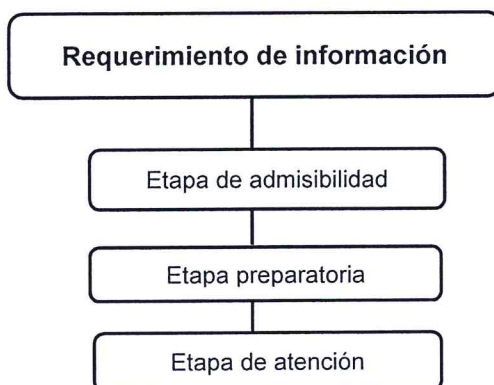 Requerimiento de información
Etapa de admisibilidad
Etapa preparatoria
Etapa de atención